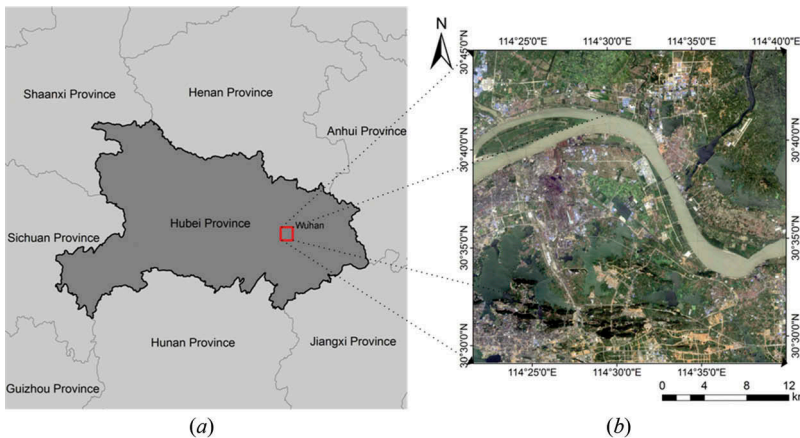 Shaanxi Province
Henan Province
Anhui Province
Hubei Province
Wuhan
Sichuan Province
Hunan Province
Jiangxi Province
Guizhou Province
(a)
N
114°25'0"E 114°30'0"E 114°35'0"E 114°40'0"E
30°45'0"N
30°40'0"N
30°35'0"N
30°30'0"N
30°40'0"N
30°35'0"N
30°30'0"N
114°25'0"E 114°30'0"E 114°35'0"E
0 2 4 8 12
km
(b)